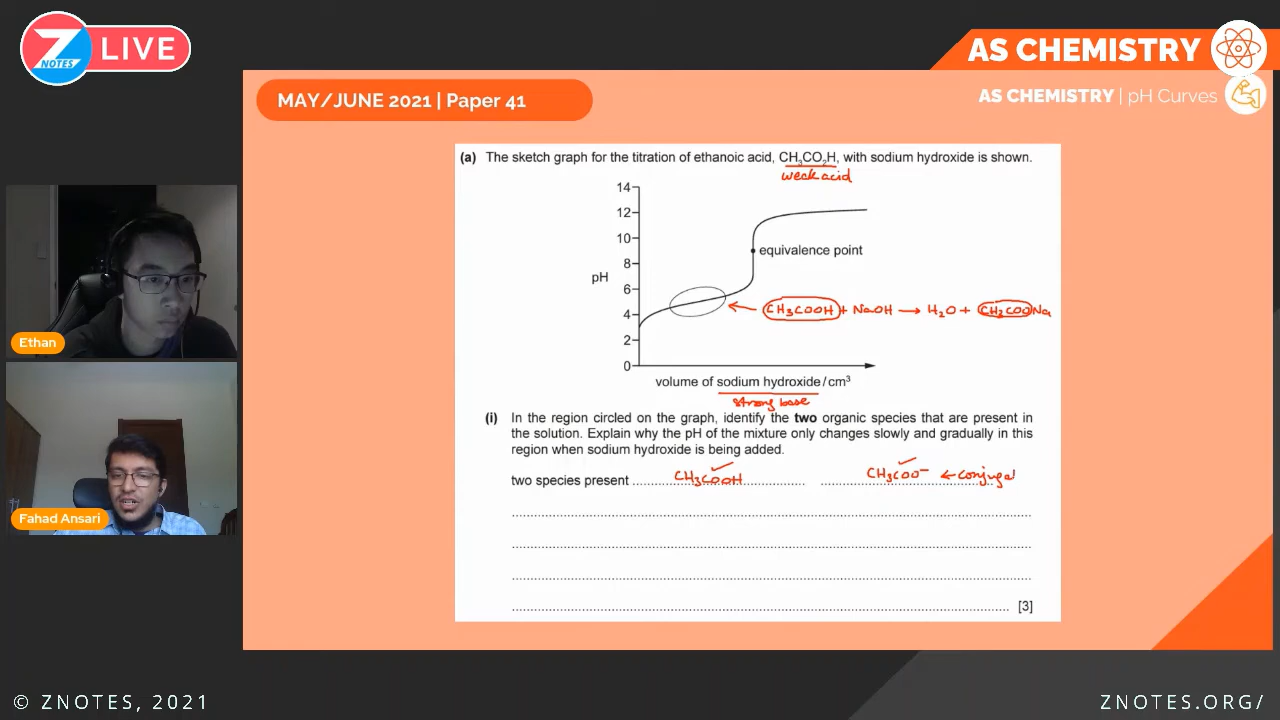 Z NOTES LIVE
AS CHEMISTRY
MAY/JUNE 2021 | Paper 41
AS CHEMISTRY | pH Curves
(a) The sketch graph for the titration of ethanoic acid, CH3CO2H, with sodium hydroxide is shown.
weak acid
14
12
10
equivalence point
8
pH
6
CH3COOH + NaOH → H2O + CH3COONa
4
2
0
volume of sodium hydroxide / cm³
strong base
(i) In the region circled on the graph, identify the two organic species that are present in
the solution. Explain why the pH of the mixture only changes slowly and gradually in this
region when sodium hydroxide is being added.
two species present CH3COOH ✓ CH3COO⁻ ✓ ← conjugat
[3]
Ethan
Fahad Ansari
© ZNOTES, 2021
ZNOTES.ORG/